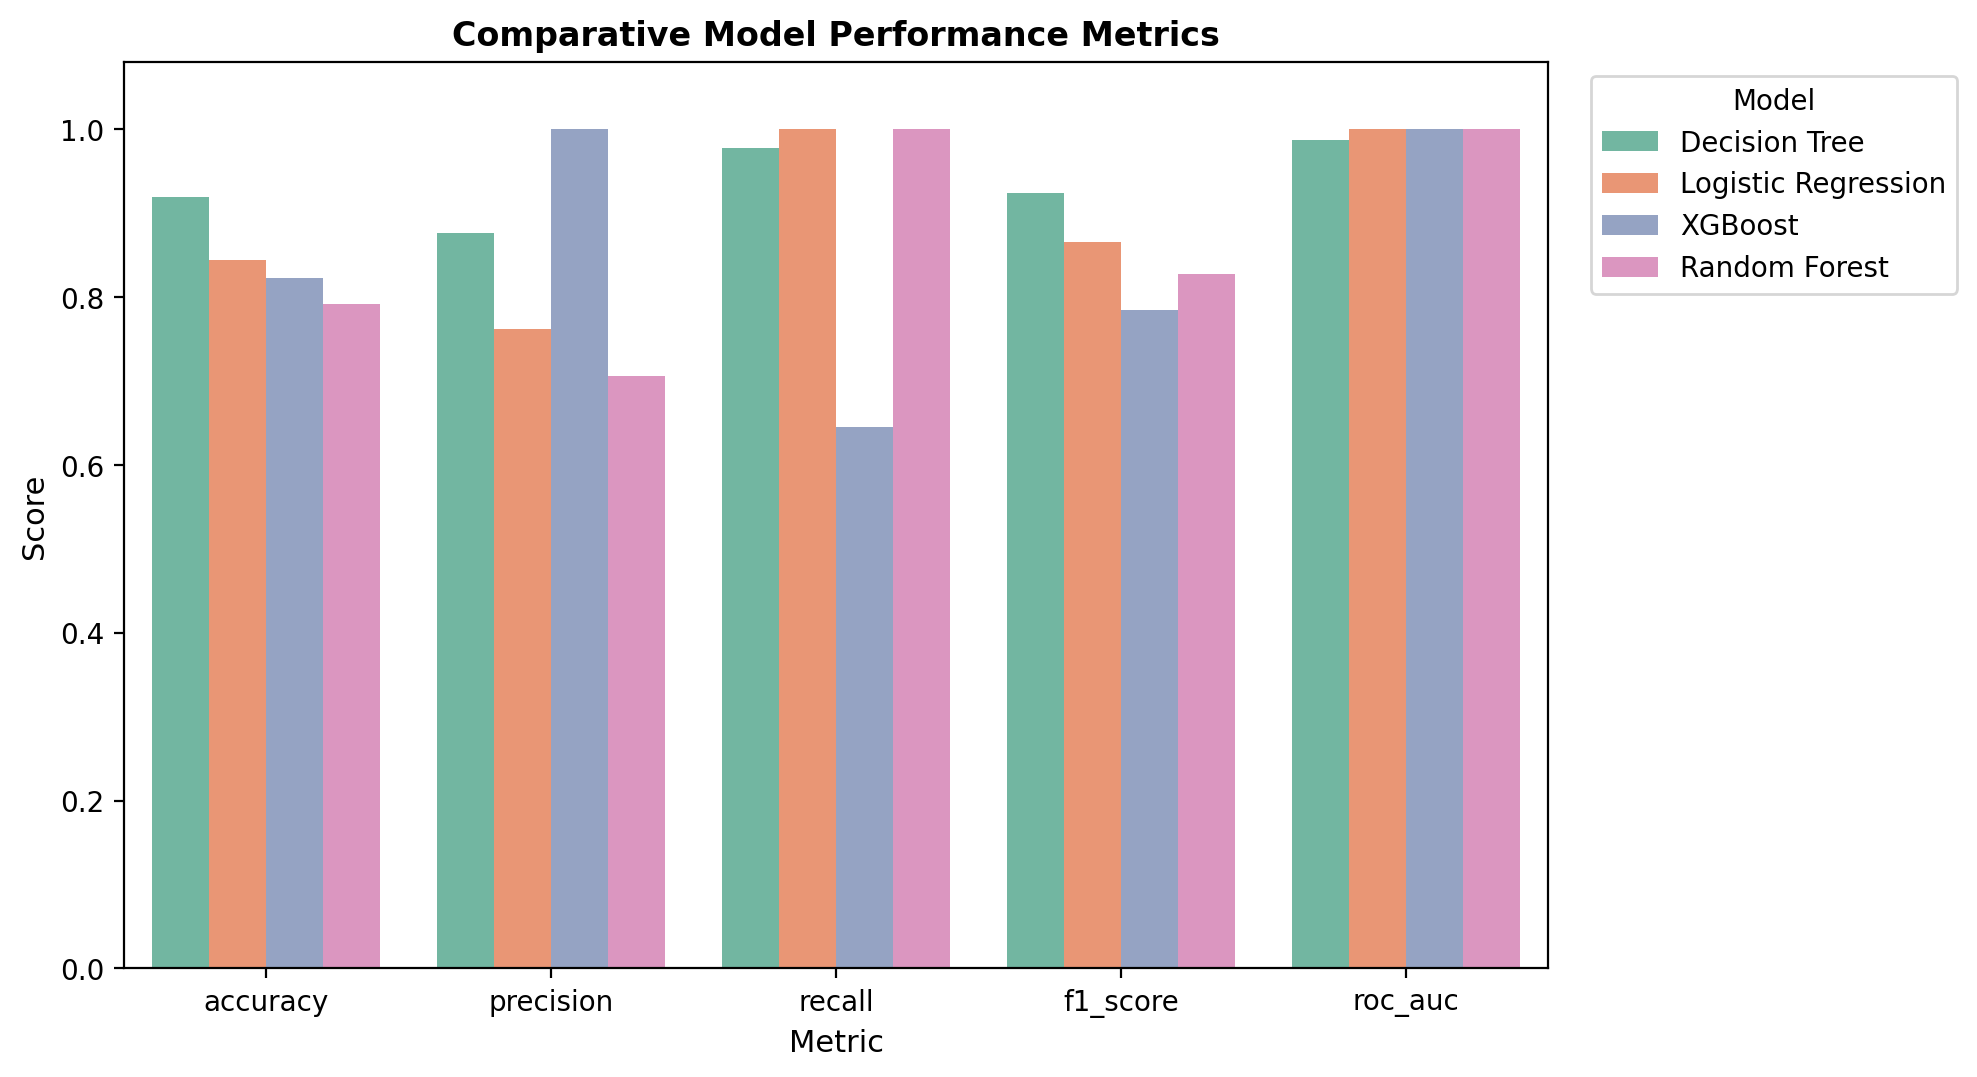 Comparative Model Performance Metrics
Score
1.0
0.8
0.6
0.4
0.2
0.0
accuracy precision recall f1_score roc_auc
Metric
Model
Decision Tree
Logistic Regression
XGBoost
Random Forest